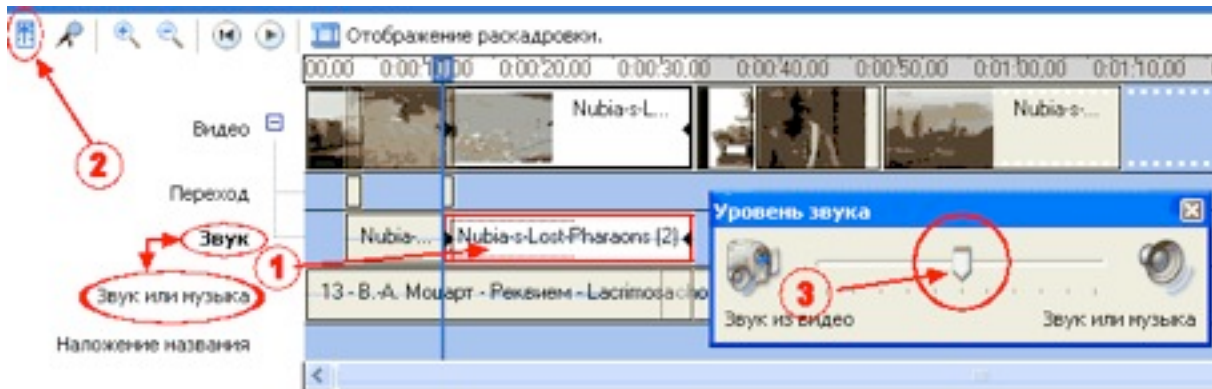 Отображение раскадровки.
00,00 0:00:10,00 0:00:20,00 0:00:30,00 0:00:40,00 0:00:50,00 0:01:00,00 0:01:10,00
Видео
Nubia-s-L...
Nubia-s-...
2
Переход
Звук
Nubia-...
Nubia-s-Lost-Pharaons (2)
1
Звук или музыка
13 - В.-А. Моцарт - Реквием - Lacrimosa
Наложение названия
Уровень звука
3
Звук из видео
Звук или музыка